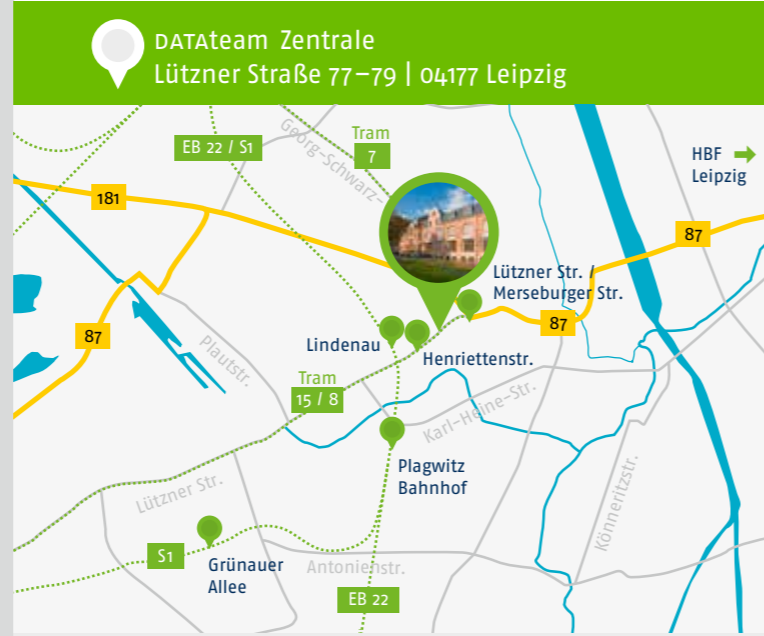 DATAteam Zentrale
Lützner Straße 77–79 | 04177 Leipzig
EB 22 / S1
Georg-Schwarz-
Tram
7
HBF
Leipzig
181
87
Lützner Str. /
Merseburger Str.
87
87
Lindenau
Henriettenstr.
Plautstr.
Tram
15 / 8
Karl-Heine-Str.
Plagwitz
Bahnhof
Lützner Str.
Könneritzstr.
S1
Grünauer
Allee
Antonienstr.
EB 22